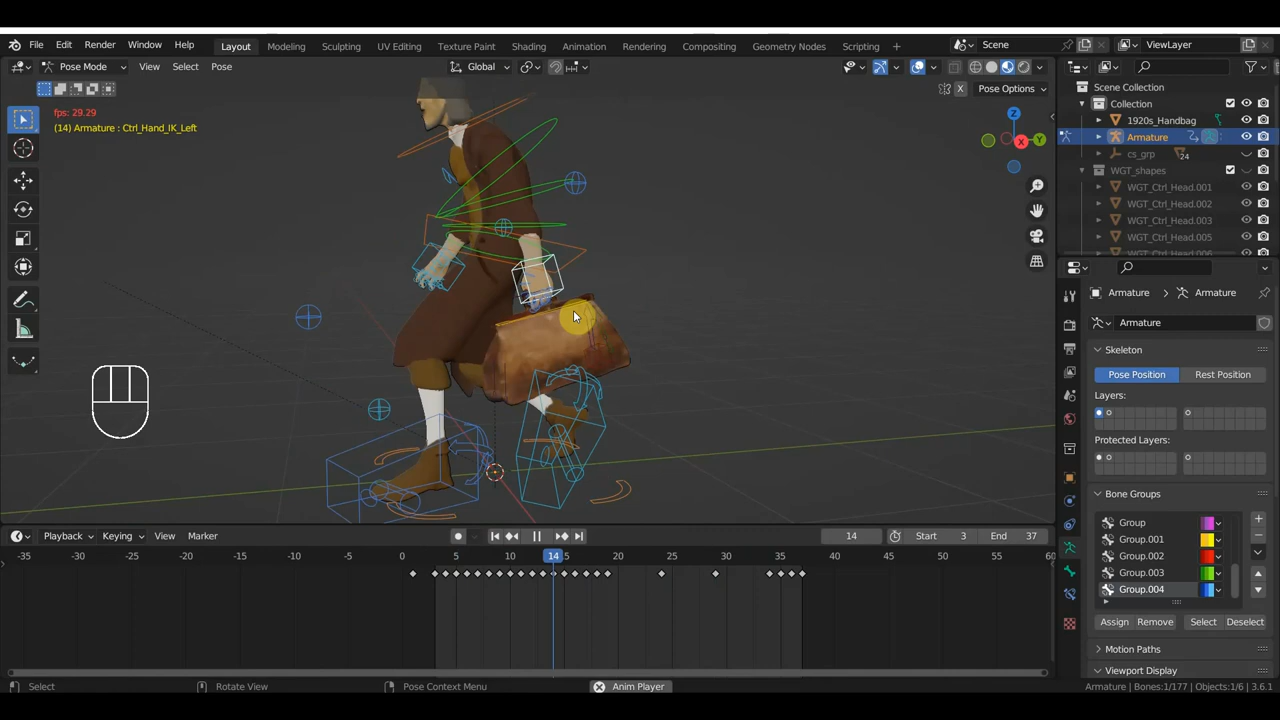 File Edit Render Window Help Layout Modeling Sculpting UV Editing Texture Paint Shading Animation Rendering Compositing Geometry Nodes Scripting + Scene ViewLayer
Pose Mode View Select Pose Global X Pose Options
fps: 29.29
(14) Armature : Ctrl_Hand_IK_Left
Z
Y
X
Scene Collection
Collection
1920s_Handbag
Armature
cs_grp 24
WGT_shapes
WGT_Ctrl_Head.001
WGT_Ctrl_Head.002
WGT_Ctrl_Head.003
WGT_Ctrl_Head.005
WGT_Ctrl_Head.006
Armature > Armature
Armature
Skeleton
Pose Position Rest Position
Layers:
Protected Layers:
Bone Groups
Group
Group.001
Group.002
Group.003
Group.004
Assign Remove Select Deselect
Motion Paths
Viewport Display
Playback Keying View Marker 14 Start 3 End 37
-35 -30 -25 -20 -15 -10 -5 0 5 10 14 15 20 25 30 35 40 45 50 55 60
Select Rotate View Pose Context Menu Anim Player Armature | Bones:1/177 | Objects:1/6 | 3.6.1